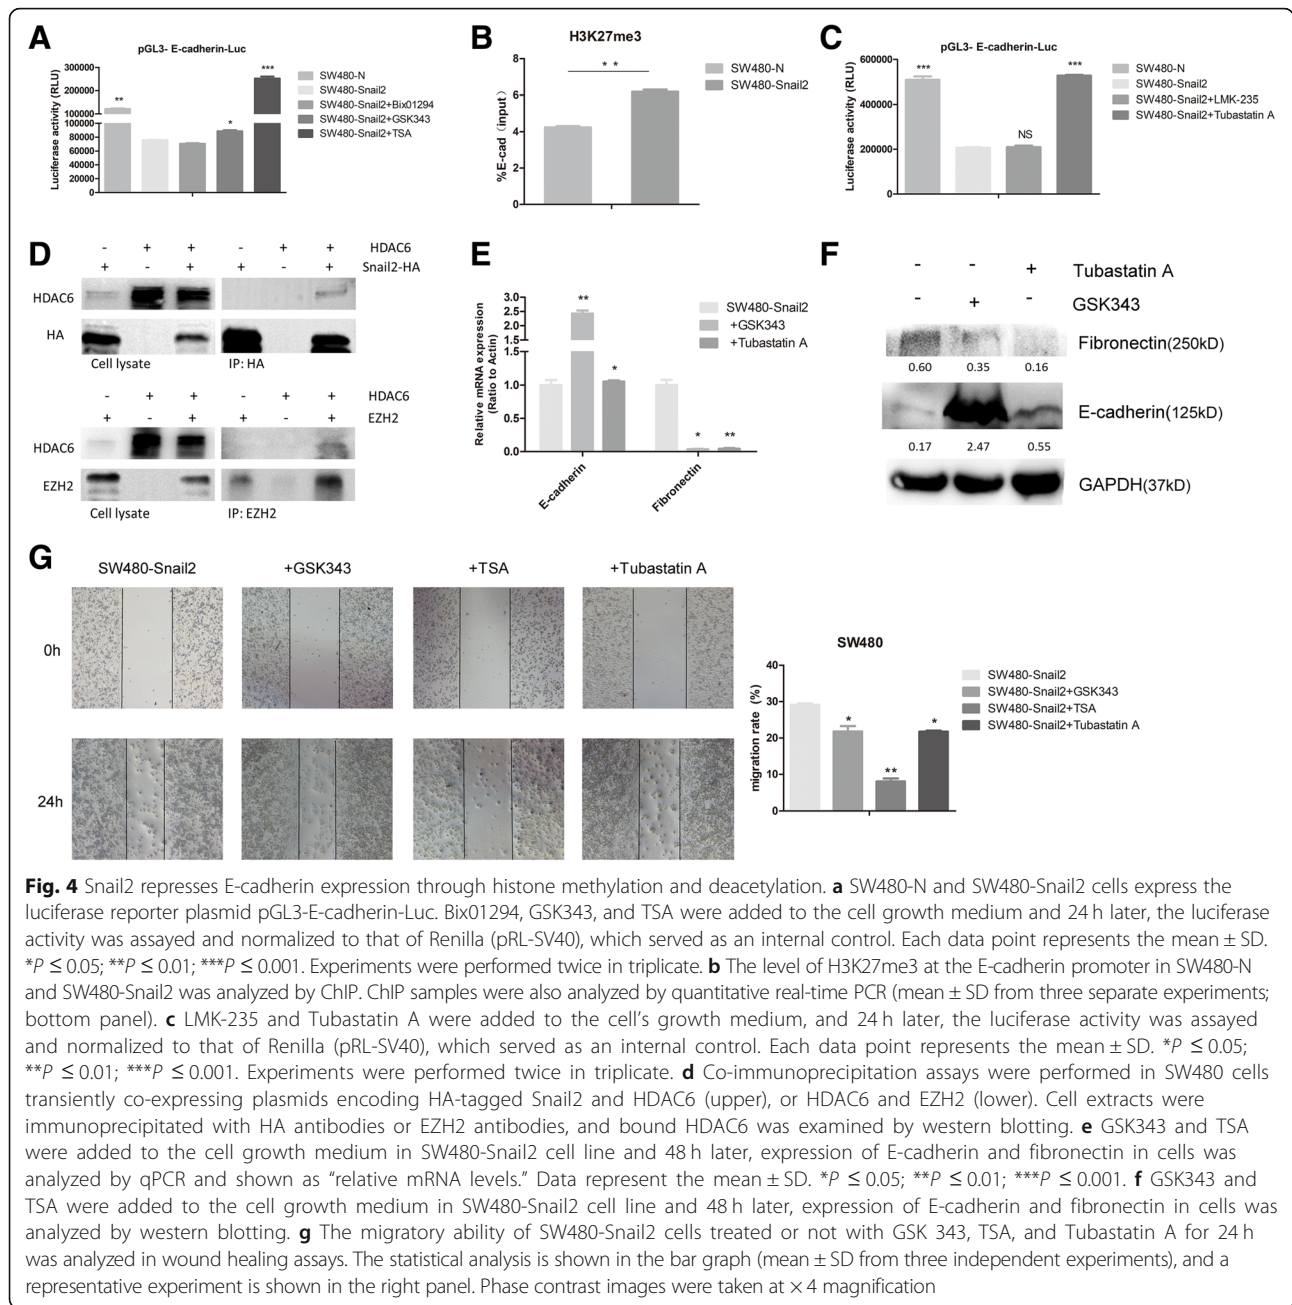 A
pGL3- E-cadherin-Luc
Luciferase activity (RLU)
300000
200000
100000
100000
80000
60000
40000
20000
0
**
*
***
SW480-N
SW480-Snail2
SW480-Snail2+Bix01294
SW480-Snail2+GSK343
SW480-Snail2+TSA
B
H3K27me3
%E-cad (input)
8
6
4
2
0
**
SW480-N
SW480-Snail2
C
pGL3- E-cadherin-Luc
Luciferase activity (RLU)
600000
400000
200000
0
***
NS
***
SW480-N
SW480-Snail2
SW480-Snail2+LMK-235
SW480-Snail2+Tubastatin A
D
- + + - + + HDAC6
+ - + + - + Snail2-HA
HDAC6
HA
Cell lysate IP: HA
- + + - + + HDAC6
+ - + + - + EZH2
HDAC6
EZH2
Cell lysate IP: EZH2
E
Relative mRNA expression
(Ratio to Actin)
3.0
2.5
2.0
1.5
1.5
1.0
0.5
0.0
**
*
*
**
E-cadherin
Fibronectin
SW480-Snail2
+GSK343
+Tubastatin A
F
- - + Tubastatin A
- + - GSK343
Fibronectin(250kD)
0.60 0.35 0.16
E-cadherin(125kD)
0.17 2.47 0.55
GAPDH(37kD)
G
SW480-Snail2 +GSK343 +TSA +Tubastatin A
0h
24h
SW480
migration rate (%)
40
30
20
10
0
*
**
*
SW480-Snail2
SW480-Snail2+GSK343
SW480-Snail2+TSA
SW480-Snail2+Tubastatin A
Fig. 4 Snail2 represses E-cadherin expression through histone methylation and deacetylation. a SW480-N and SW480-Snail2 cells express the
luciferase reporter plasmid pGL3-E-cadherin-Luc. Bix01294, GSK343, and TSA were added to the cell growth medium and 24 h later, the luciferase
activity was assayed and normalized to that of Renilla (pRL-SV40), which served as an internal control. Each data point represents the mean ± SD.
*P ≤ 0.05; **P ≤ 0.01; ***P ≤ 0.001. Experiments were performed twice in triplicate. b The level of H3K27me3 at the E-cadherin promoter in SW480-N
and SW480-Snail2 was analyzed by ChIP. ChIP samples were also analyzed by quantitative real-time PCR (mean ± SD from three separate experiments;
bottom panel). c LMK-235 and Tubastatin A were added to the cell's growth medium, and 24 h later, the luciferase activity was assayed
and normalized to that of Renilla (pRL-SV40), which served as an internal control. Each data point represents the mean ± SD. *P ≤ 0.05;
**P ≤ 0.01; ***P ≤ 0.001. Experiments were performed twice in triplicate. d Co-immunoprecipitation assays were performed in SW480 cells
transiently co-expressing plasmids encoding HA-tagged Snail2 and HDAC6 (upper), or HDAC6 and EZH2 (lower). Cell extracts were
immunoprecipitated with HA antibodies or EZH2 antibodies, and bound HDAC6 was examined by western blotting. e GSK343 and TSA
were added to the cell growth medium in SW480-Snail2 cell line and 48 h later, expression of E-cadherin and fibronectin in cells was
analyzed by qPCR and shown as “relative mRNA levels.” Data represent the mean ± SD. *P ≤ 0.05; **P ≤ 0.01; ***P ≤ 0.001. f GSK343 and
TSA were added to the cell growth medium in SW480-Snail2 cell line and 48 h later, expression of E-cadherin and fibronectin in cells was
analyzed by western blotting. g The migratory ability of SW480-Snail2 cells treated or not with GSK 343, TSA, and Tubastatin A for 24 h
was analyzed in wound healing assays. The statistical analysis is shown in the bar graph (mean ± SD from three independent experiments), and a
representative experiment is shown in the right panel. Phase contrast images were taken at × 4 magnification